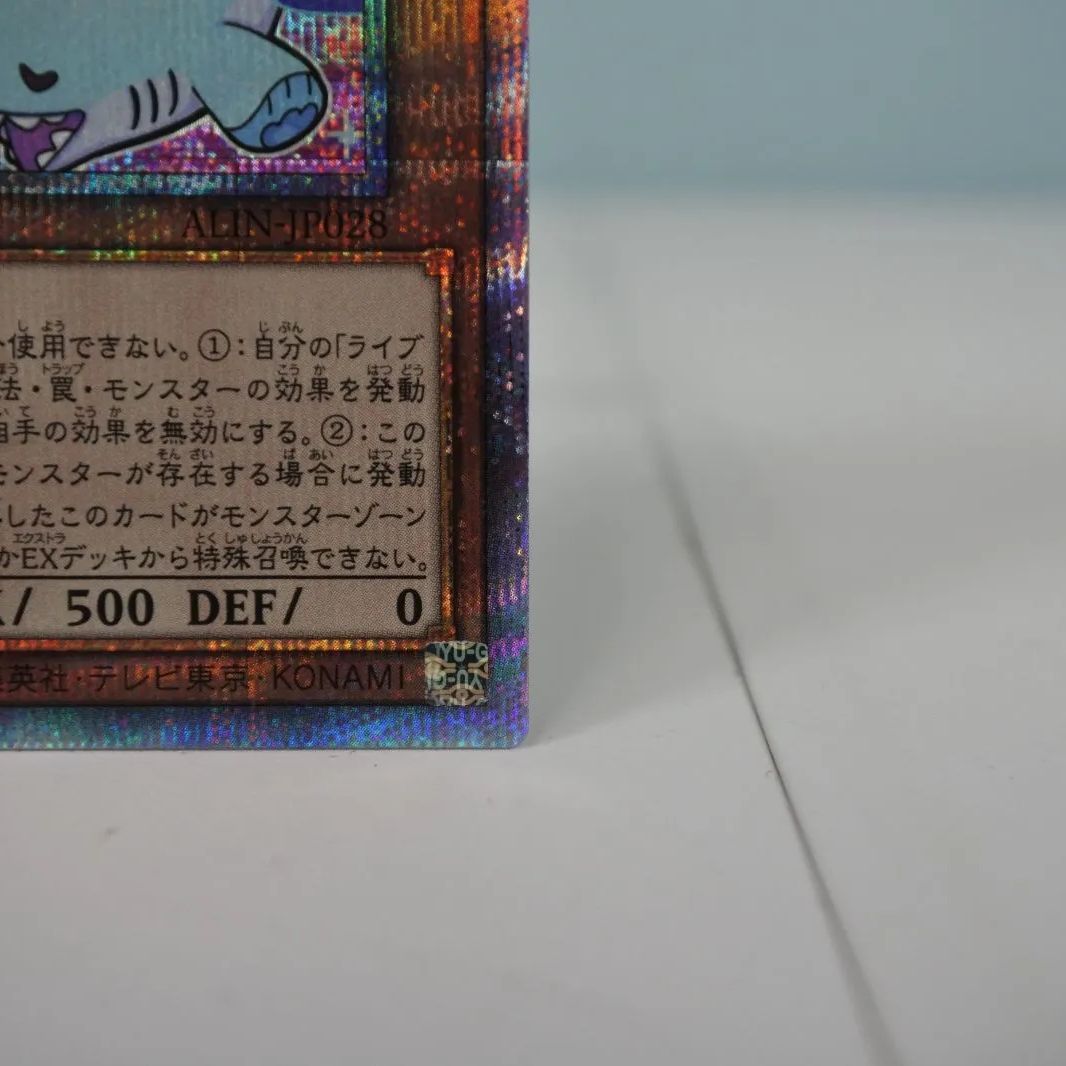 ALIN-JP028
使用できない。①：自分の「ライブ
法・罠・モンスターの効果を発動
相手の効果を無効にする。②：この
モンスターが存在する場合に発動
したこのカードがモンスターゾーン
かEXデッキから特殊召喚できない。
/ 500 DEF/ 0
英社・テレビ東京・KONAMI